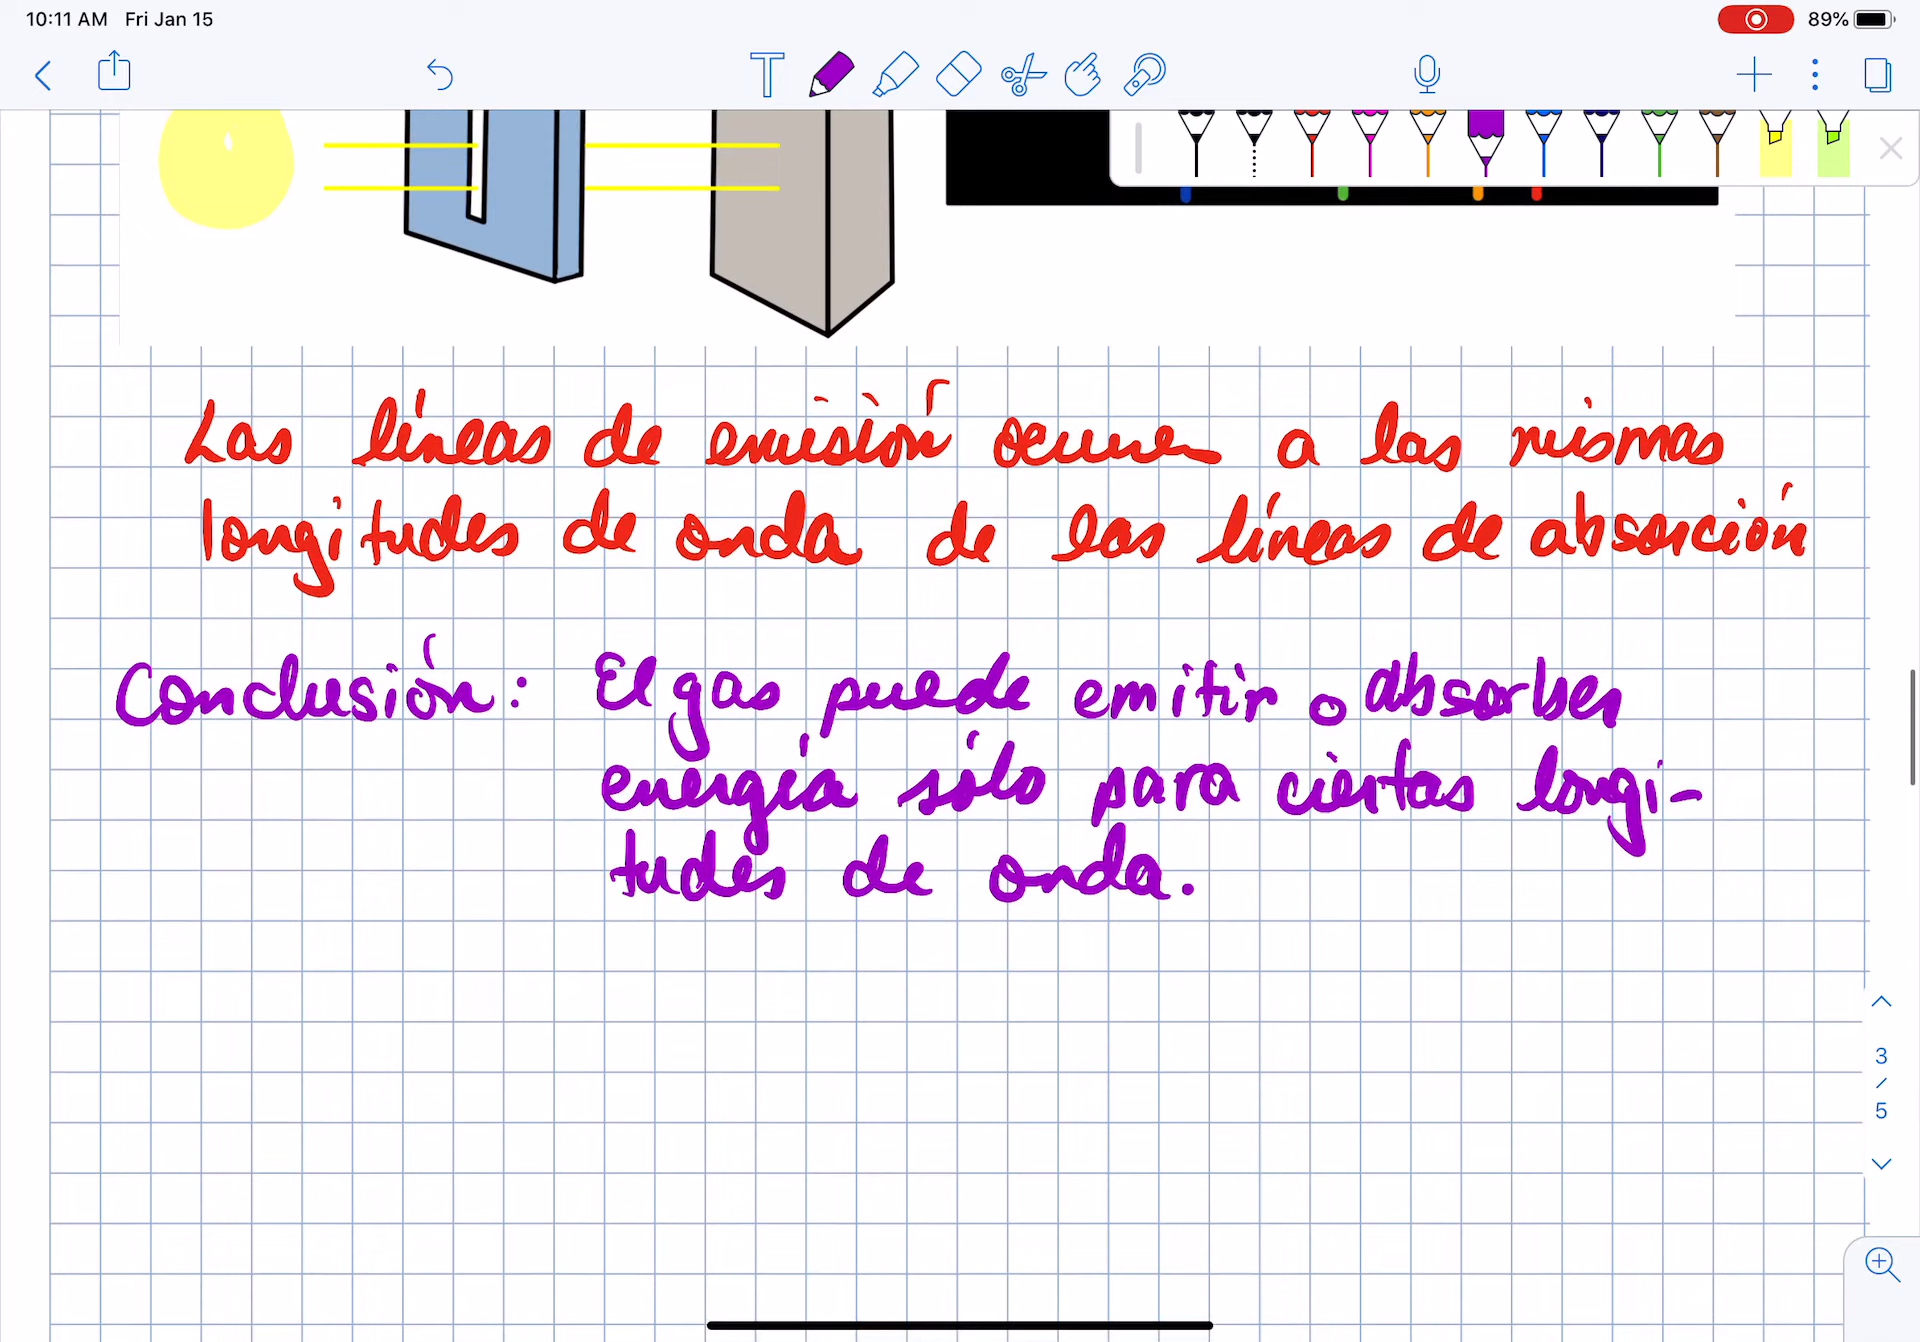 10:11 AM Fri Jan 15
89%
Las líneas de emisión ocurren a las mismas
longitudes de onda de las líneas de absorción
Conclusión: El gas puede emitir o absorber
energía sólo para ciertas longi-
tudes de onda.
3
/
5